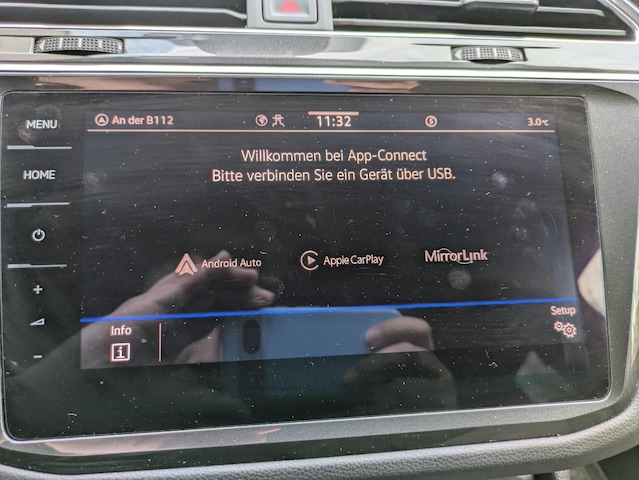 MENU
HOME
An der B112
11:32
S
3.0°C
Willkommen bei App-Connect
Bitte verbinden Sie ein Gerät über USB.
Android Auto
Apple CarPlay
MirrorLink
Info
Setup